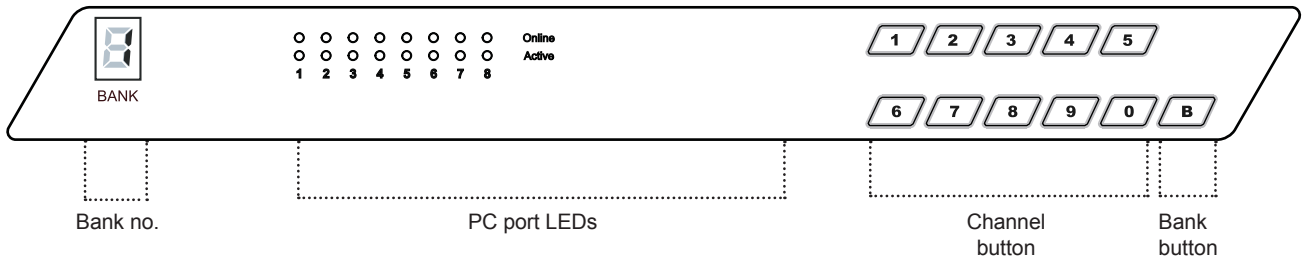 1
BANK
Online
Active
1 2 3 4 5 6 7 8
1 2 3 4 5
6 7 8 9 0 B
Bank no.
PC port LEDs
Channel
button
Bank
button